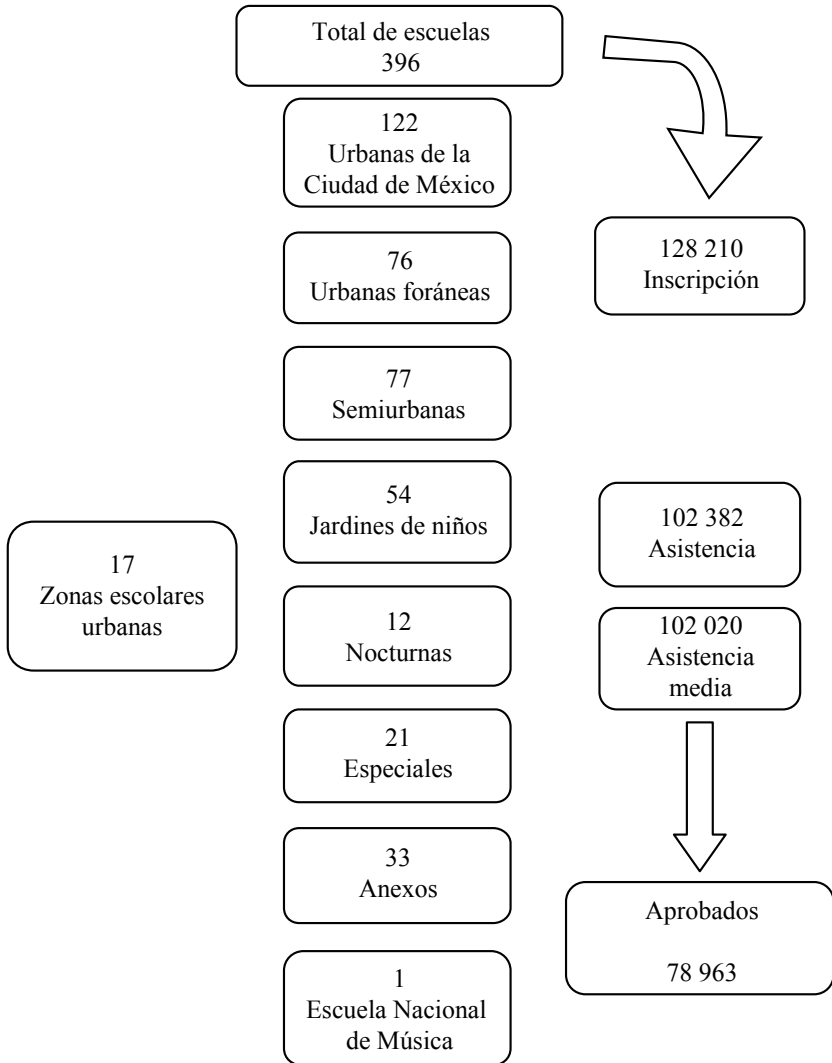 Total de escuelas
396
122
Urbanas de la
Ciudad de México
76
Urbanas foráneas
77
Semiurbanas
54
Jardines de niños
12
Nocturnas
21
Especiales
33
Anexos
1
Escuela Nacional
de Música
17
Zonas escolares
urbanas
128 210
Inscripción
102 382
Asistencia
102 020
Asistencia
media
Aprobados
78 963